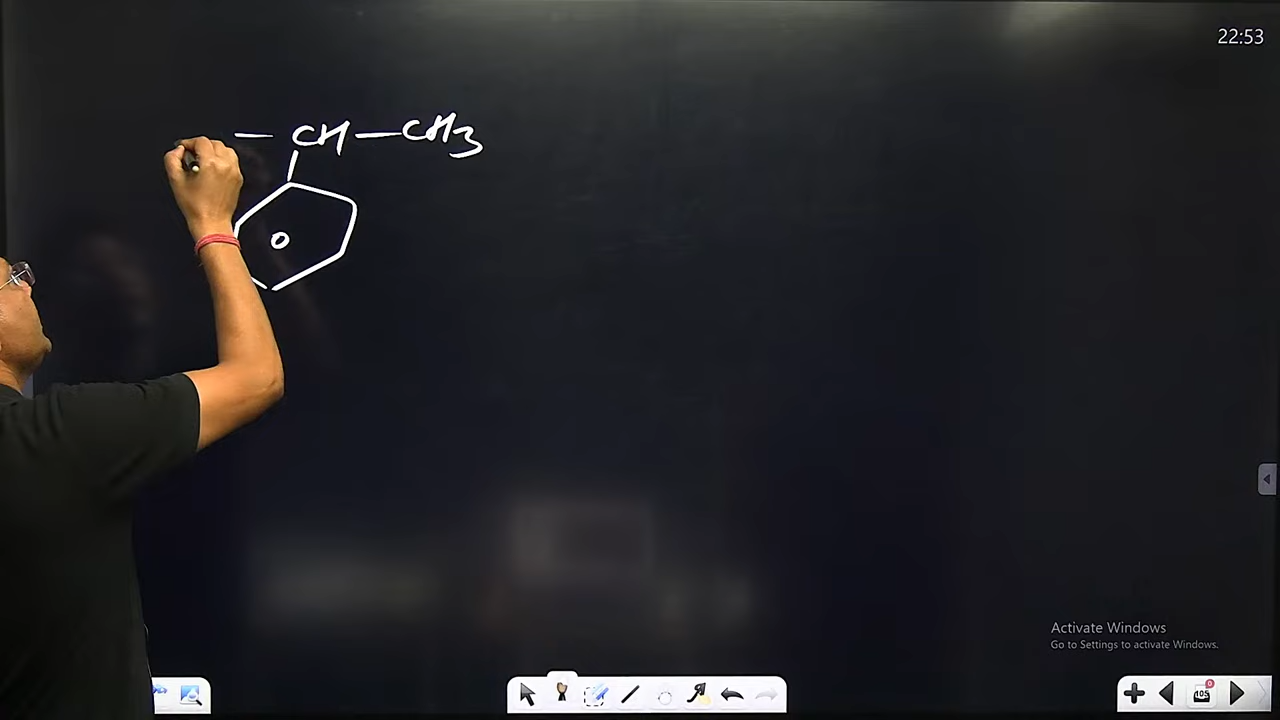 22:53
— CH — CH3
Activate Windows
Go to Settings to activate Windows.